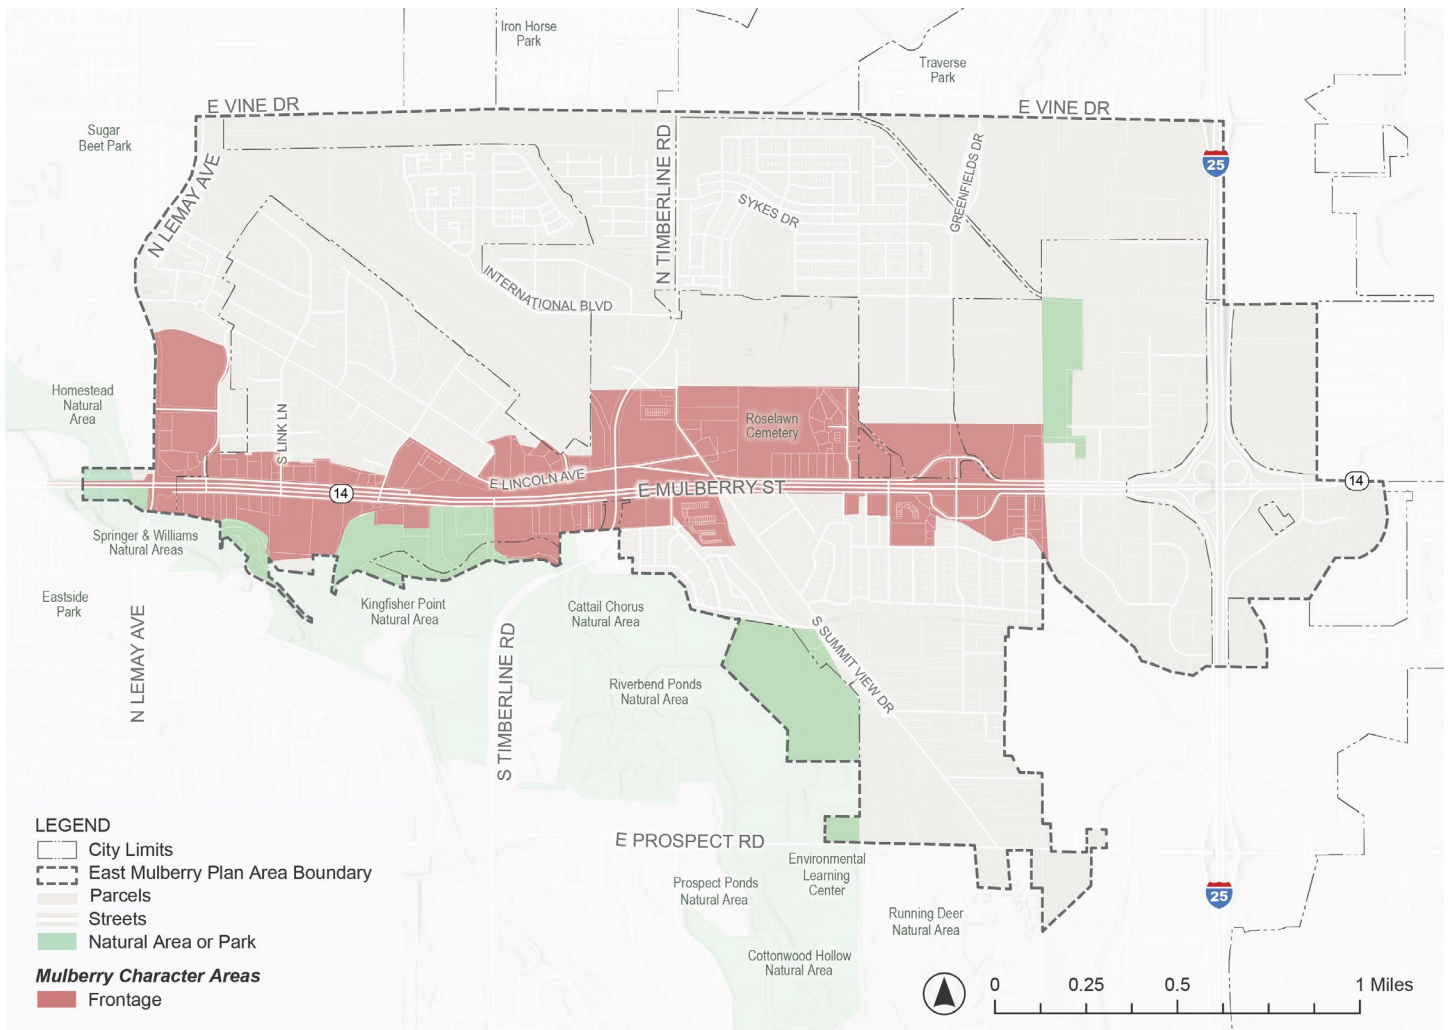 Iron Horse
Park
Traverse
Park
E VINE DR
E VINE DR
Sugar
Beet Park
N LEMAY AVE
N TIMBERLINE RD
GREENFIELDS DR
25
SYKES DR
INTERNATIONAL BLVD
Homestead
Natural
Area
S LINK LN
Roselawn
Cemetery
E LINCOLN AVE
14
E MULBERRY ST
14
Springer & Williams
Natural Areas
Eastside
Park
Kingfisher Point
Natural Area
Cattail Chorus
Natural Area
N LEMAY AVE
S TIMBERLINE RD
S SUMMIT VIEW DR
Riverbend Ponds
Natural Area
E PROSPECT RD
Environmental
Learning
Center
Prospect Ponds
Natural Area
Running Deer
Natural Area
25
Cottonwood Hollow
Natural Area
LEGEND
City Limits
East Mulberry Plan Area Boundary
Parcels
Streets
Natural Area or Park
Mulberry Character Areas
Frontage
0 0.25 0.5 1 Miles